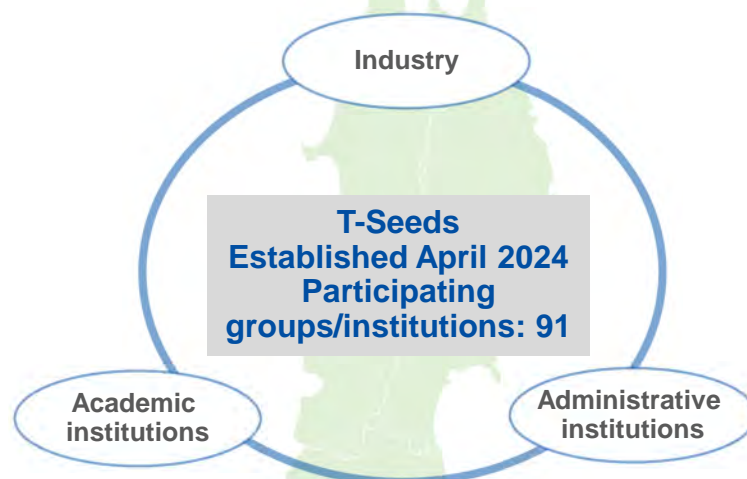 Industry
T-Seeds
Established April 2024
Participating
groups/institutions: 91
Academic
institutions
Administrative
institutions